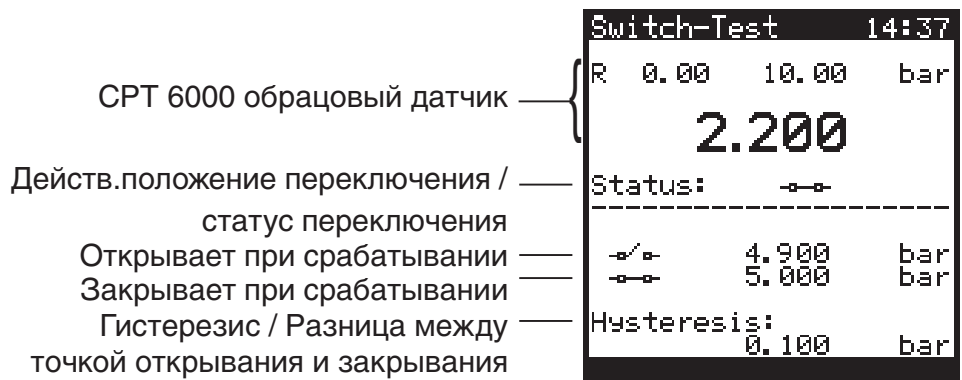 Switch-Test 14:37
R 0.00 10.00 bar
СРТ 6000 обрацовый датчик
2.200
Действ.положение переключения /
статус переключения
Status:
Открывает при срабатывании
4.900 bar
Закрывает при срабатывании
5.000 bar
Гистерезис / Разница между
точкой открывания и закрывания
Hysteresis:
0.100 bar